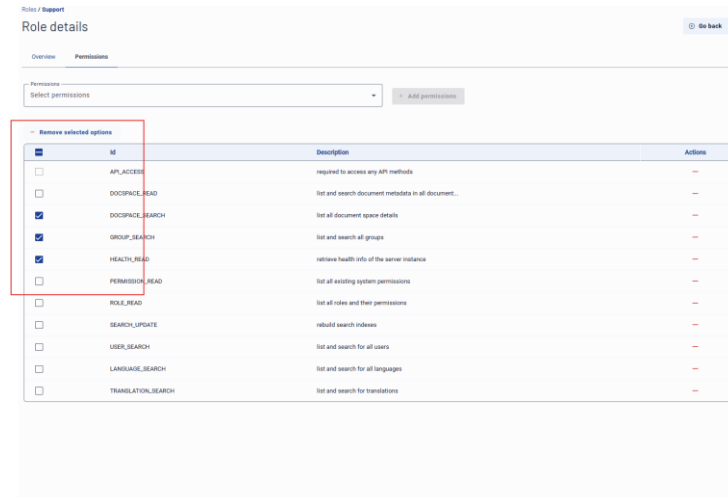 Roles / Support
Role details
Go back
Overview Permissions
Permissions
Select permissions
+ Add permissions
− Remove selected options
Id Description Actions
API_ACCESS required to access any API methods
DOCSPACE_READ list and search document metadata in all document...
DOCSPACE_SEARCH list all document space details
GROUP_SEARCH list and search all groups
HEALTH_READ retrieve health info of the server instance
PERMISSION_READ list all existing system permissions
ROLE_READ list all roles and their permissions
SEARCH_UPDATE rebuild search indexes
USER_SEARCH list and search for all users
LANGUAGE_SEARCH list and search for all languages
TRANSLATION_SEARCH list and search for translations